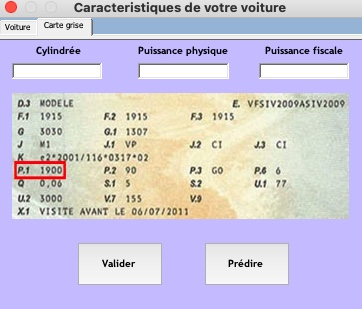 Caracteristiques de votre voiture
Voiture Carte grise
Cylindrée Puissance physique Puissance fiscale
D.3 MODELE E. VFSIV2009ASIV2009
F.1 1915 F.2 1915 F.3 1915
G 3030 G.1 1307
J M1 J.1 VP J.2 CI J.3 CI
K e2*2001/116*0317*02
P.1 1900 P.2 90 P.3 GO P.6 6
Q 0,06 S.1 5 S.2 U.1 77
U.2 3000 V.7 155 V.9
X.1 VISITE AVANT LE 06/07/2011
Valider Prédire